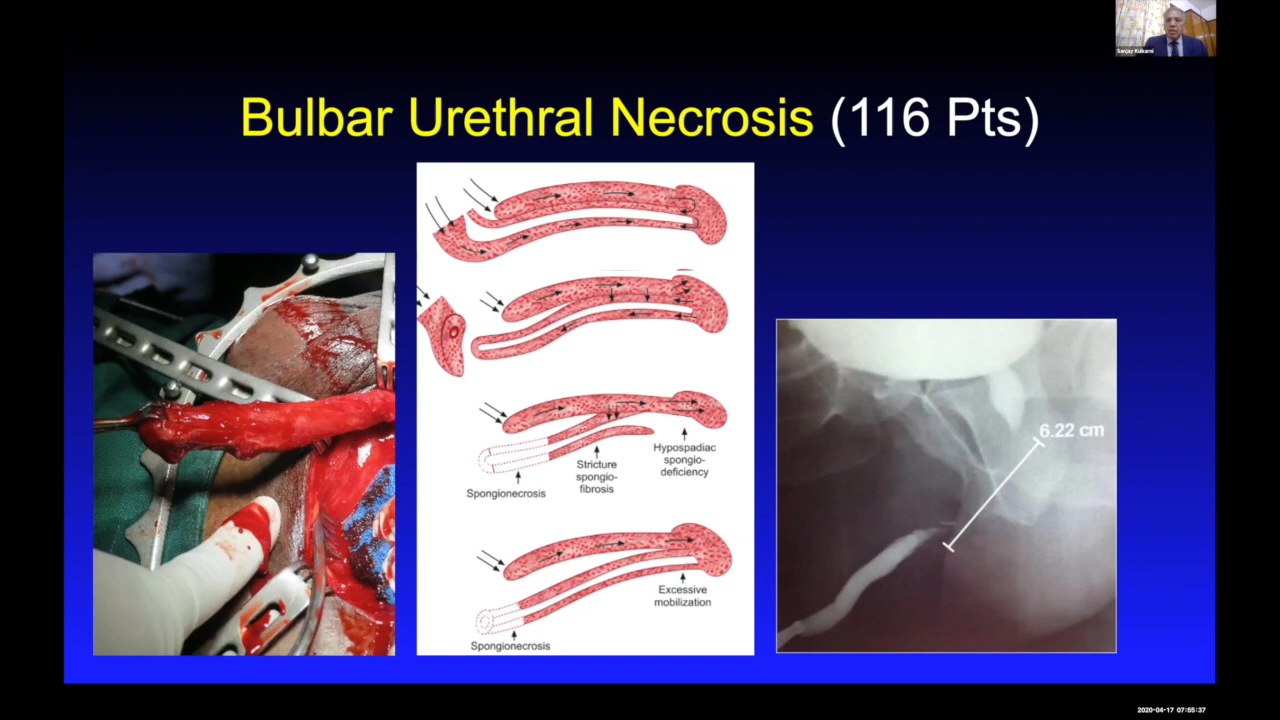 Sanjay Kulkarni
Bulbar Urethral Necrosis (116 Pts)
Hypospadiac
spongio-
deficiency
Stricture
spongio-
fibrosis
Spongionecrosis
Excessive
mobilization
Spongionecrosis
6.22 cm
2020-04-17 07:55:37